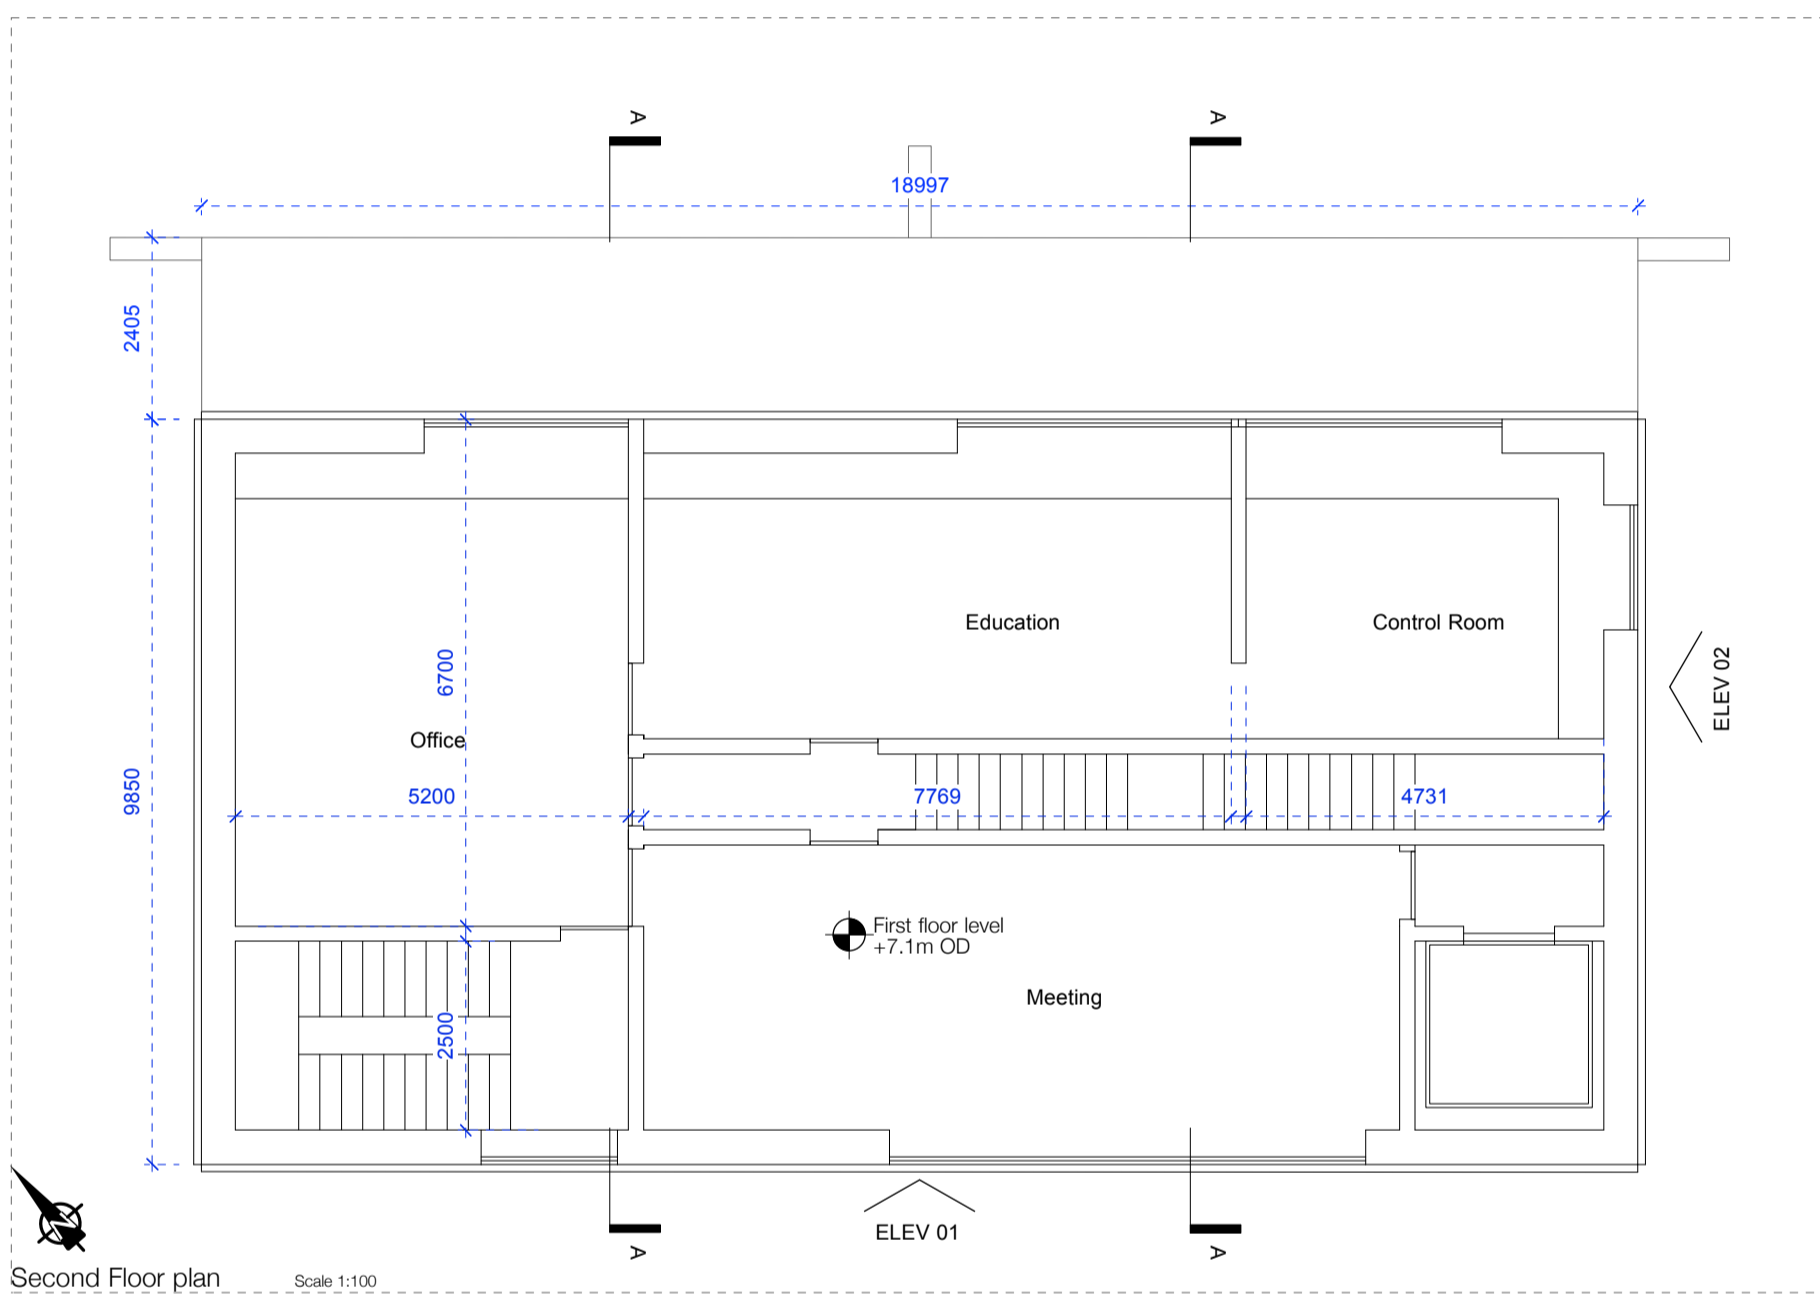 A
A
18997
2405
Education
Control Room
ELEV 02
6700
Office
9850
5200
7769
4731
First floor level
+7.1m OD
Meeting
2500
ELEV 01
A
A
N
Second Floor plan
Scale 1:100